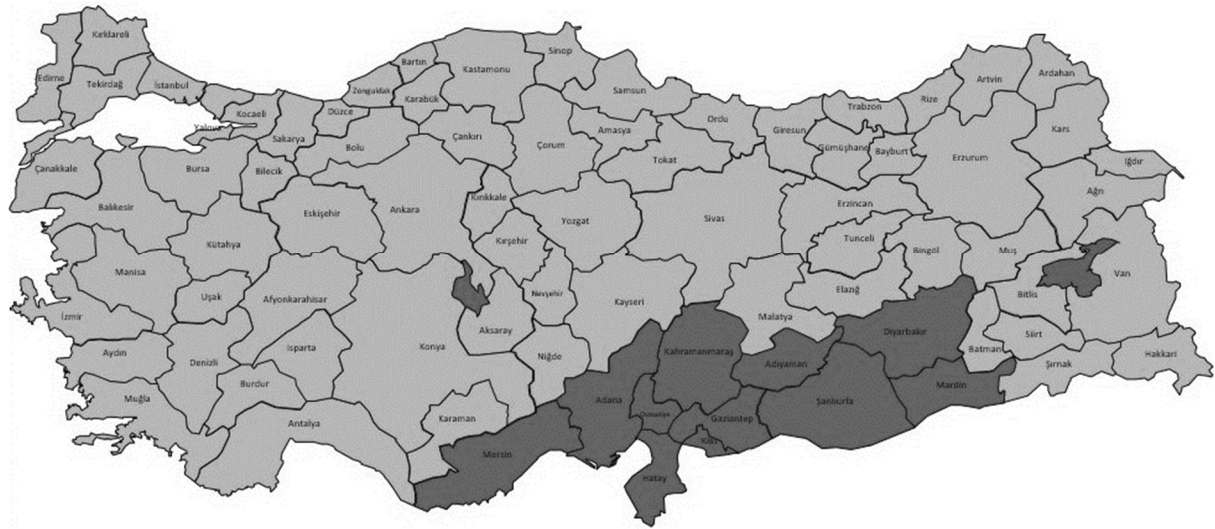 Kırklareli
Edirne
Tekirdağ
İstanbul
Yalova
Kocaeli
Sakarya
Düzce
Zonguldak
Bartın
Karabük
Kastamonu
Sinop
Samsun
Ordu
Giresun
Trabzon
Rize
Artvin
Ardahan
Kars
Iğdır
Çanakkale
Balıkesir
Bursa
Bilecik
Bolu
Çankırı
Çorum
Amasya
Tokat
Gümüşhane
Bayburt
Erzurum
Ağrı
Kütahya
Eskişehir
Ankara
Kırıkkale
Kırşehir
Yozgat
Sivas
Erzincan
Tunceli
Bingöl
Muş
Bitlis
Van
Manisa
İzmir
Uşak
Afyonkarahisar
Konya
Aksaray
Nevşehir
Kayseri
Malatya
Elazığ
Diyarbakır
Batman
Siirt
Şırnak
Hakkari
Aydın
Denizli
Isparta
Burdur
Muğla
Antalya
Karaman
Niğde
Mersin
Adana
Kahramanmaraş
Osmaniye
Adıyaman
Gaziantep
Kilis
Hatay
Şanlıurfa
Mardin